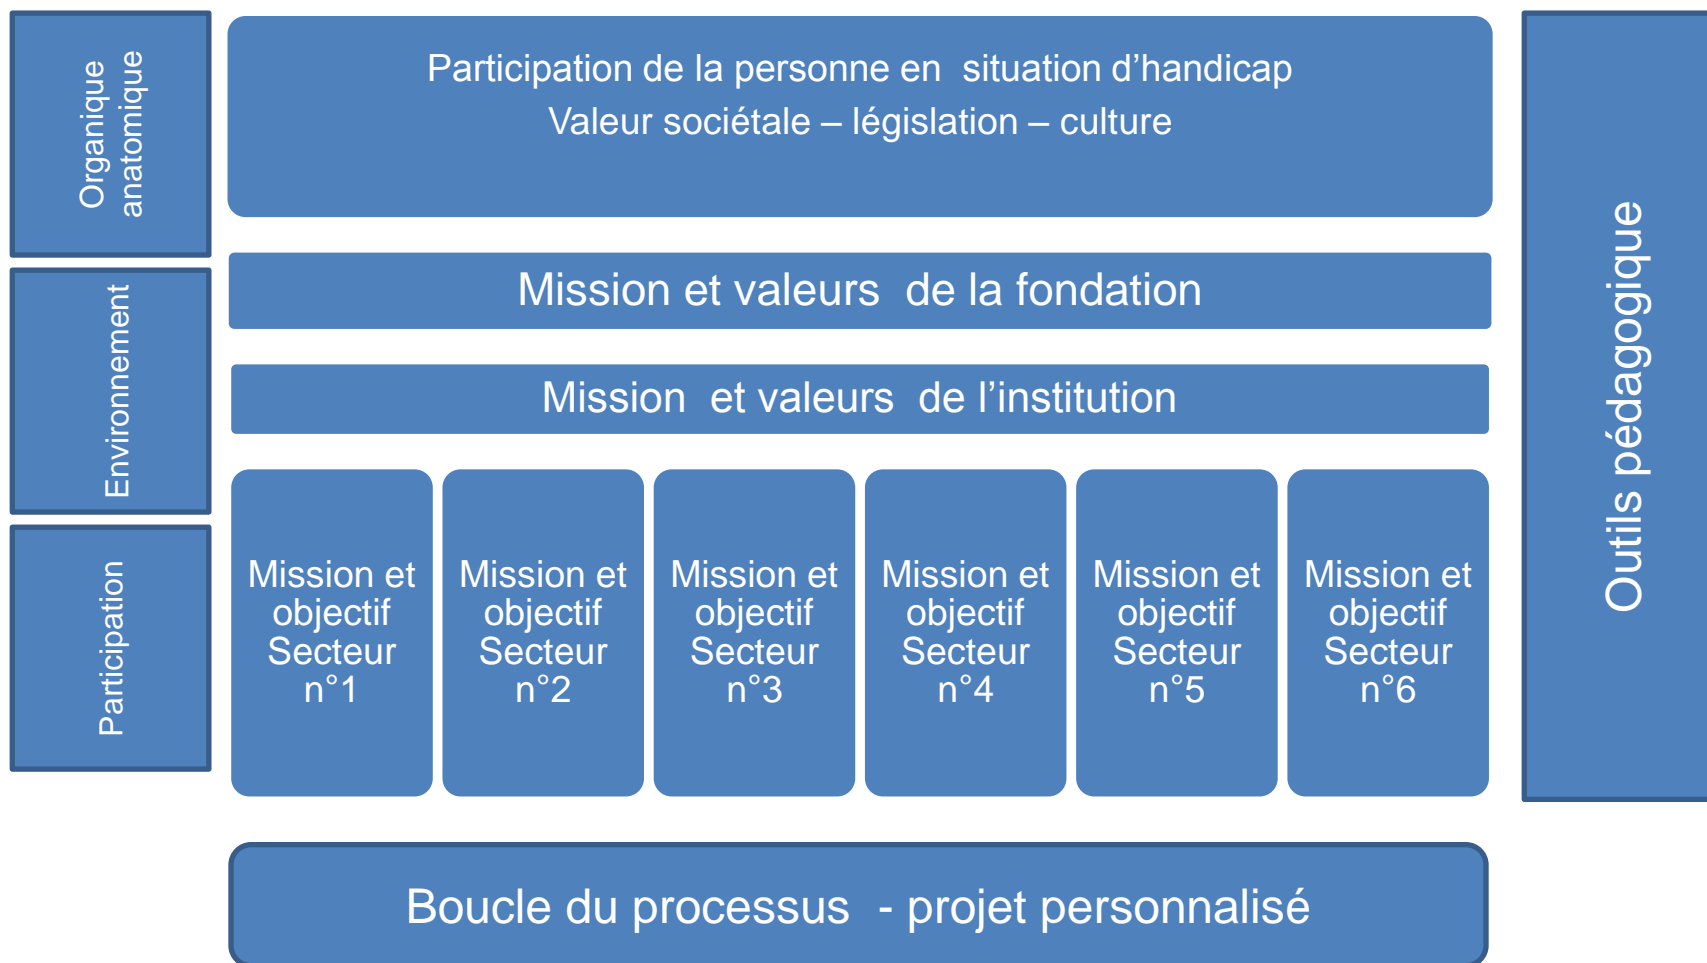 Organique
anatomique
Environnement
Participation
Participation de la personne en situation d’handicap
Valeur sociétale – législation – culture
Mission et valeurs de la fondation
Mission et valeurs de l’institution
Mission et
objectif
Secteur
n°1
Mission et
objectif
Secteur
n°2
Mission et
objectif
Secteur
n°3
Mission et
objectif
Secteur
n°4
Mission et
objectif
Secteur
n°5
Mission et
objectif
Secteur
n°6
Boucle du processus - projet personnalisé
Outils pédagogique